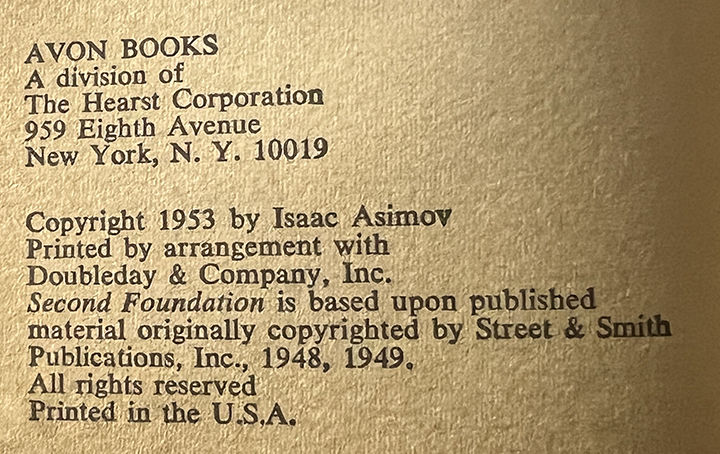 AVON BOOKS
A division of
The Hearst Corporation
959 Eighth Avenue
New York, N. Y. 10019
Copyright 1953 by Isaac Asimov
Printed by arrangement with
Doubleday & Company, Inc.
Second Foundation is based upon published
material originally copyrighted by Street & Smith
Publications, Inc., 1948, 1949.
All rights reserved
Printed in the U.S.A.